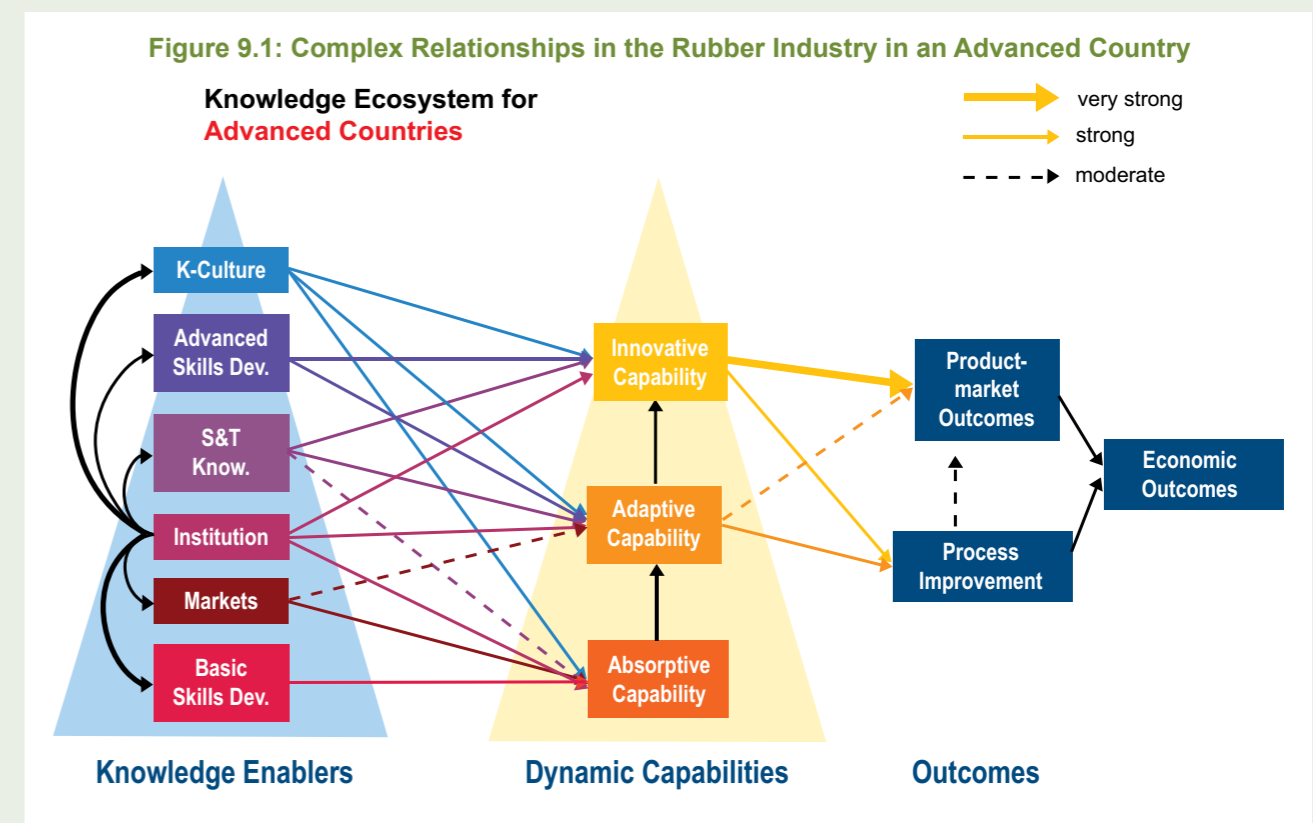 Figure 9.1: Complex Relationships in the Rubber Industry in an Advanced Country
Knowledge Ecosystem for
Advanced Countries
very strong
strong
moderate
K-Culture
Advanced
Skills Dev.
S&T
Know.
Institution
Markets
Basic
Skills Dev.
Innovative
Capability
Adaptive
Capability
Absorptive
Capability
Product-
market
Outcomes
Process
Improvement
Economic
Outcomes
Knowledge Enablers
Dynamic Capabilities
Outcomes